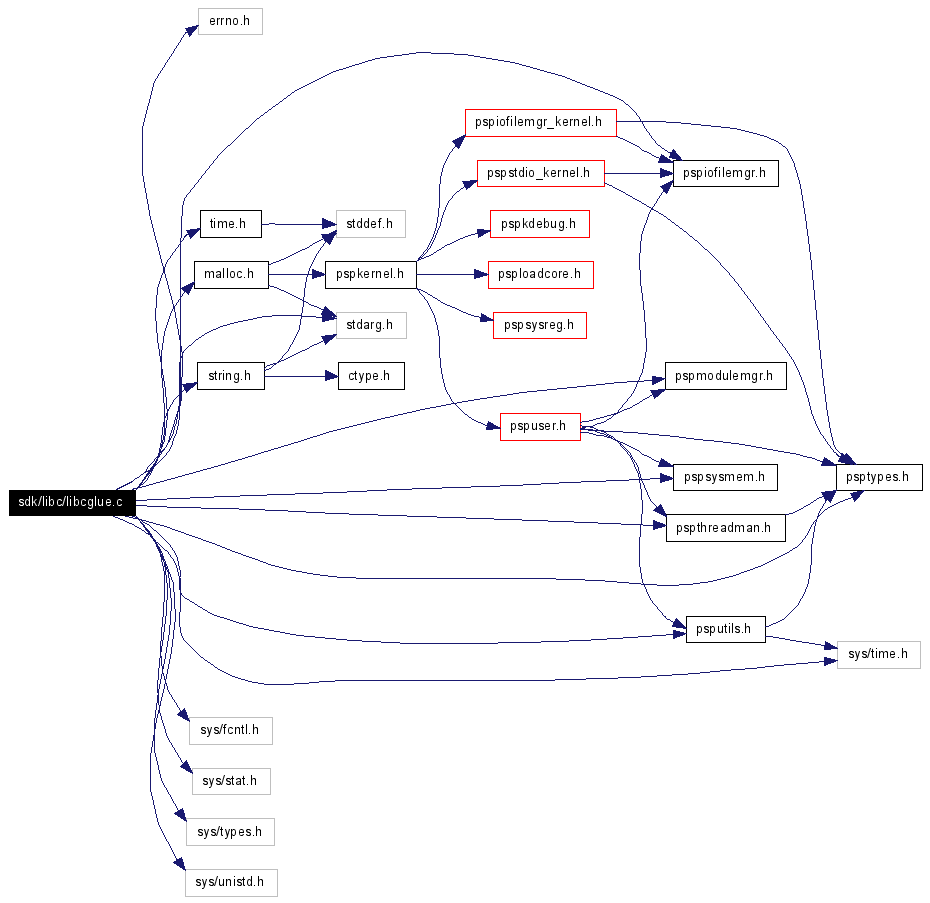 errno.h
pspiofilemgr_kernel.h
pspstdio_kernel.h
pspiofilemgr.h
time.h
stddef.h
pspkdebug.h
malloc.h
pspkernel.h
psploadcore.h
stdarg.h
pspsysreg.h
string.h
ctype.h
pspmodulemgr.h
pspuser.h
pspsysmem.h
psptypes.h
sdk/libc/libcglue.c
pspthreadman.h
psputils.h
sys/time.h
sys/fcntl.h
sys/stat.h
sys/types.h
sys/unistd.h